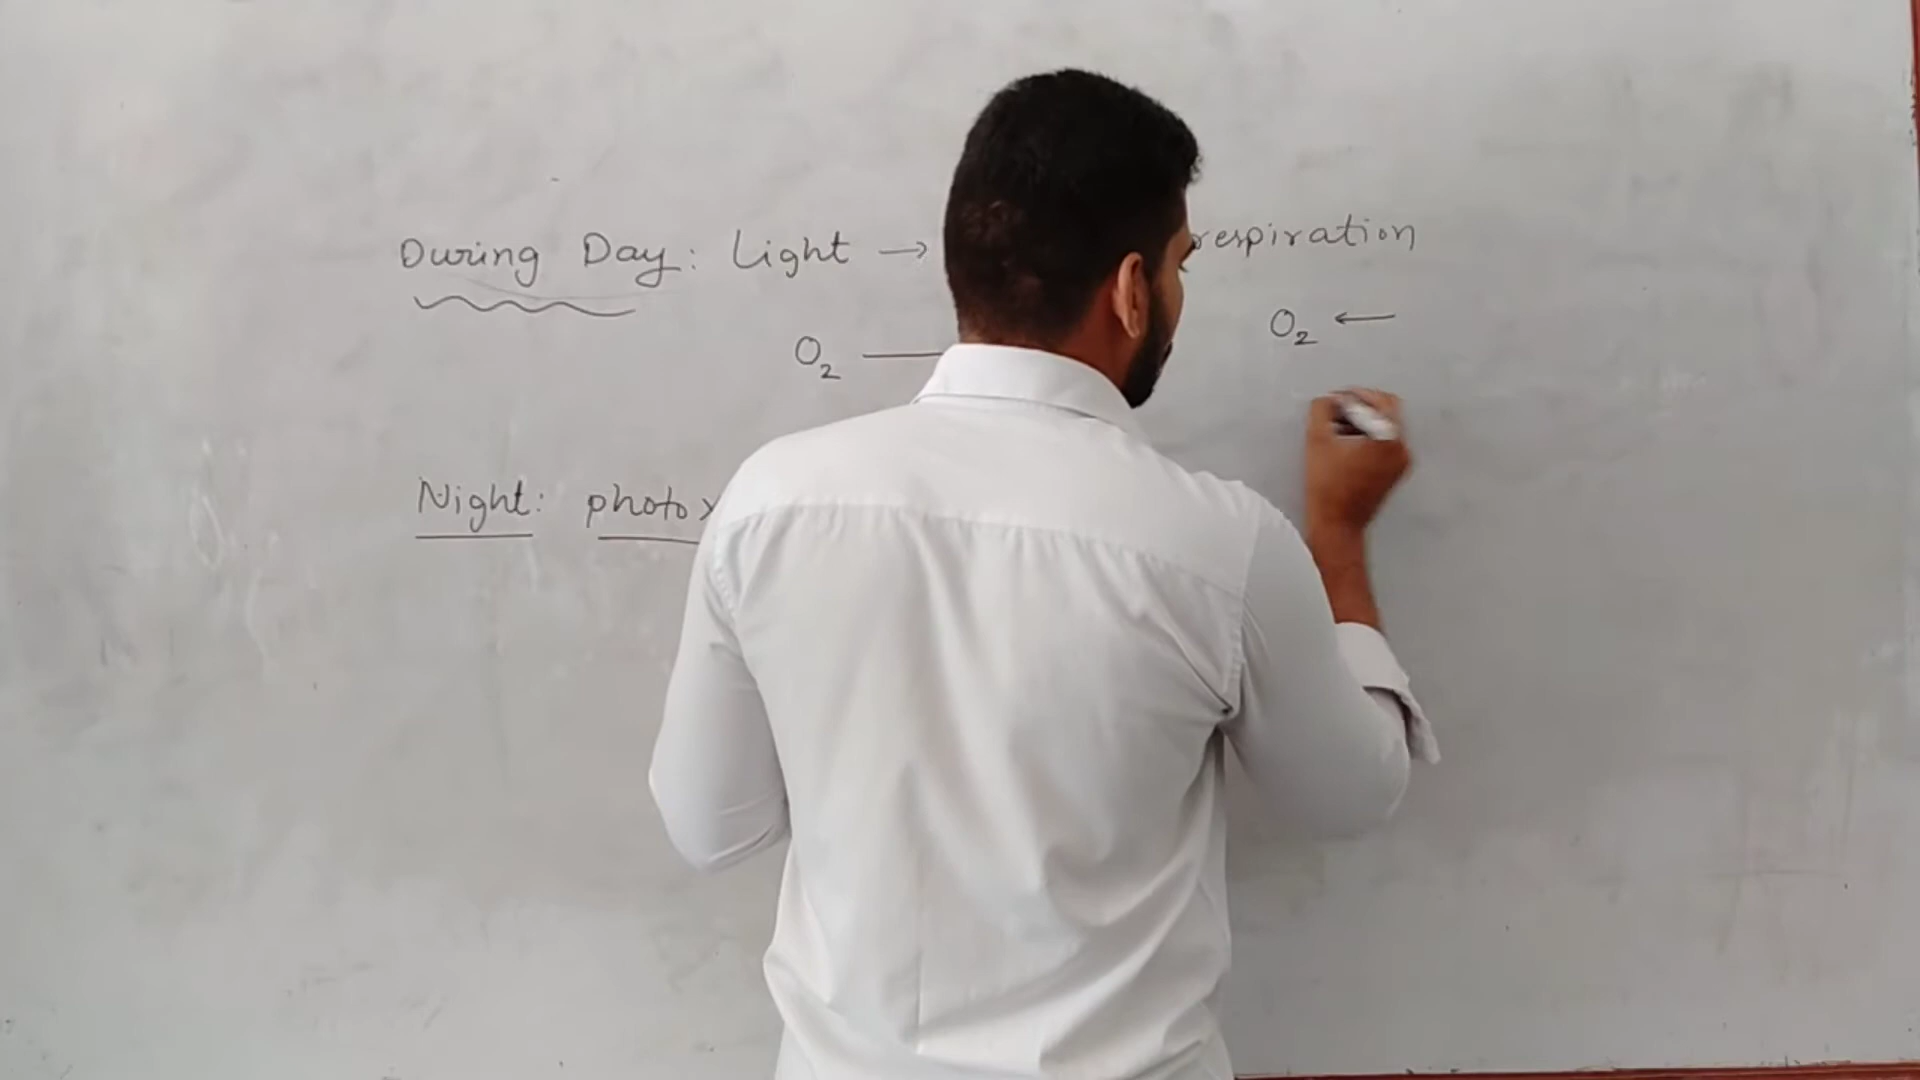 During Day: Light → respiration
O₂ ← 
O₂ —
Night: photo x